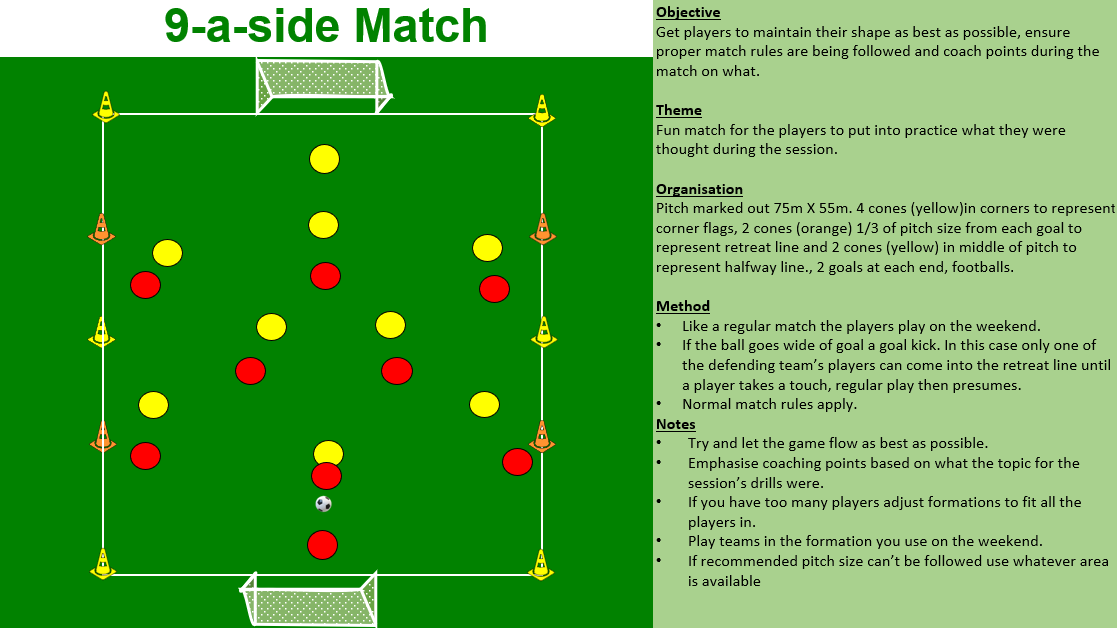 9-a-side Match
Objective
Get players to maintain their shape as best as possible, ensure
proper match rules are being followed and coach points during the
match on what.
Theme
Fun match for the players to put into practice what they were
thought during the session.
Organisation
Pitch marked out 75m X 55m. 4 cones (yellow)in corners to represent
corner flags, 2 cones (orange) 1/3 of pitch size from each goal to
represent retreat line and 2 cones (yellow) in middle of pitch to
represent halfway line., 2 goals at each end, footballs.
Method
• Like a regular match the players play on the weekend.
• If the ball goes wide of goal a goal kick. In this case only one of
the defending team’s players can come into the retreat line until
a player takes a touch, regular play then presumes.
• Normal match rules apply.
Notes
• Try and let the game flow as best as possible.
• Emphasise coaching points based on what the topic for the
session’s drills were.
• If you have too many players adjust formations to fit all the
players in.
• Play teams in the formation you use on the weekend.
• If recommended pitch size can’t be followed use whatever area
is available